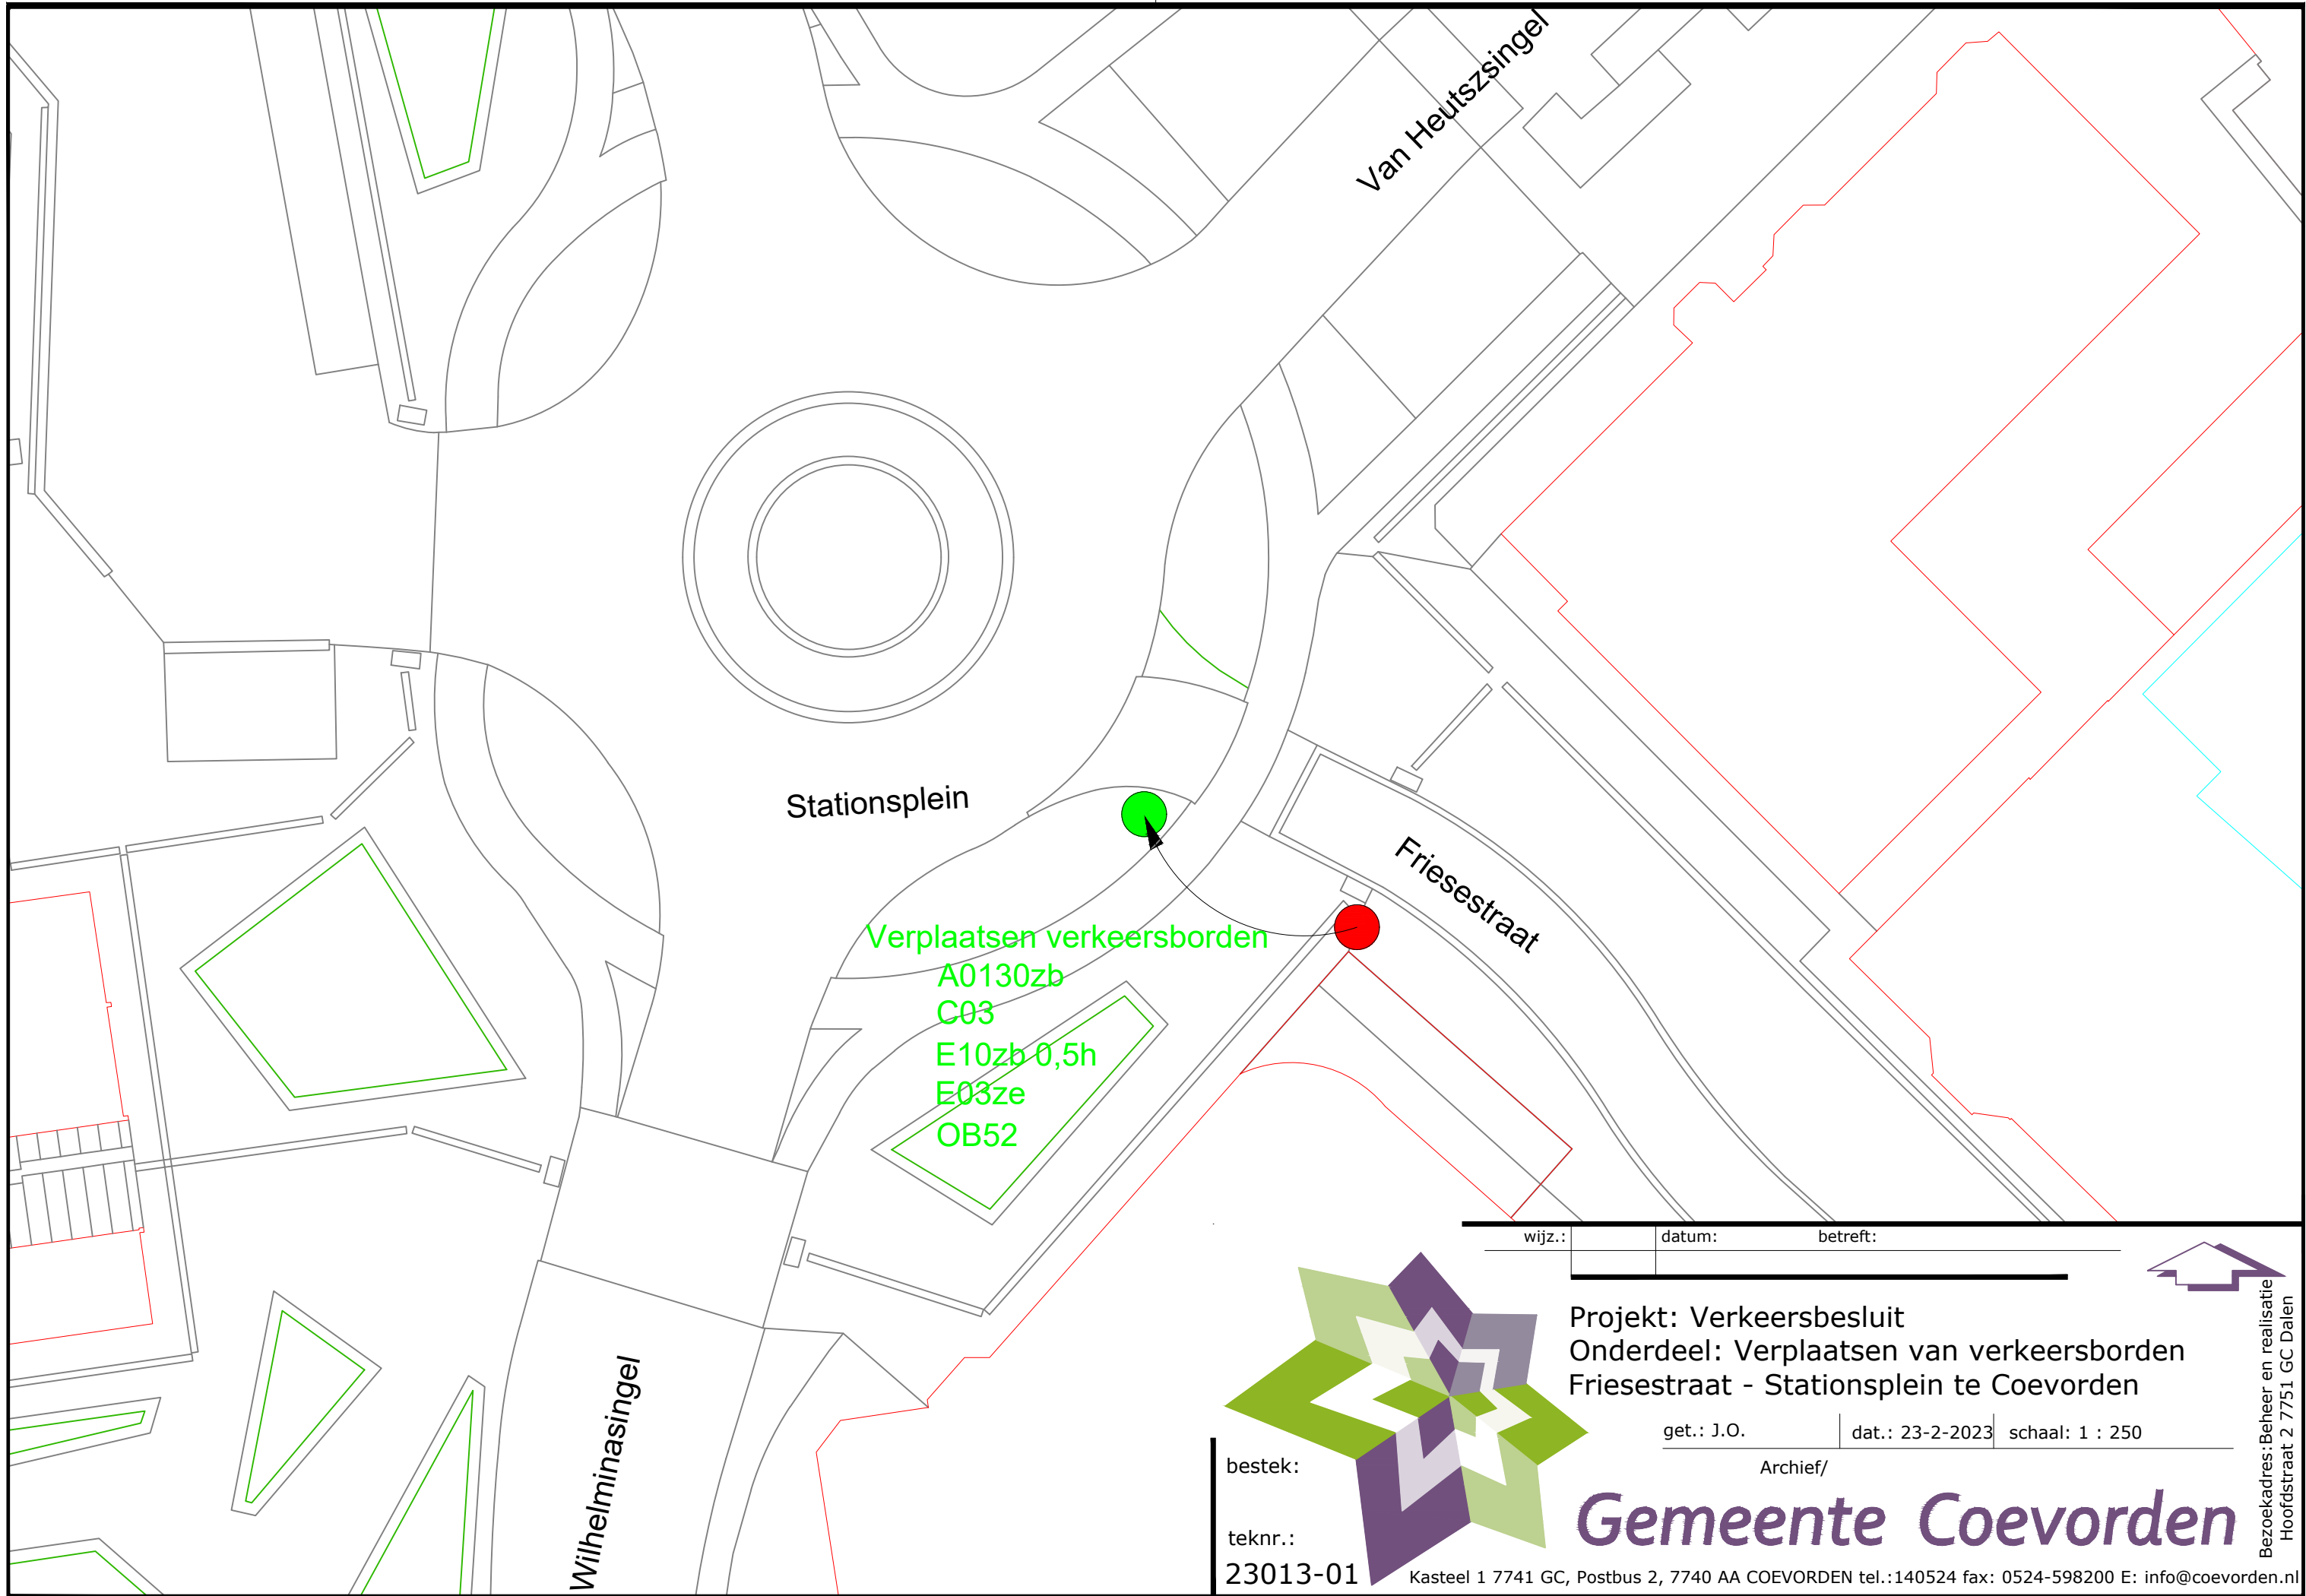 Van Heutszsingel
Stationsplein
Friesestraat
Verplaatsen verkeersborden
A0130zb
C03
E10zb 0,5h
E03ze
OB52
Wilhelminasingel
wijz.: datum: betreft:
Projekt: Verkeersbesluit
Onderdeel: Verplaatsen van verkeersborden
Friesestraat - Stationsplein te Coevorden
get.: J.O. dat.: 23-2-2023 schaal: 1 : 250
Archief/
bestek:
Gemeente Coevorden
teknr.:
23013-01
Kasteel 1 7741 GC, Postbus 2, 7740 AA COEVORDEN tel.:140524 fax: 0524-598200 E: info@coevorden.nl
Bezoekadres:Beheer en realisatie
Hoofdstraat 2 7751 GC Dalen